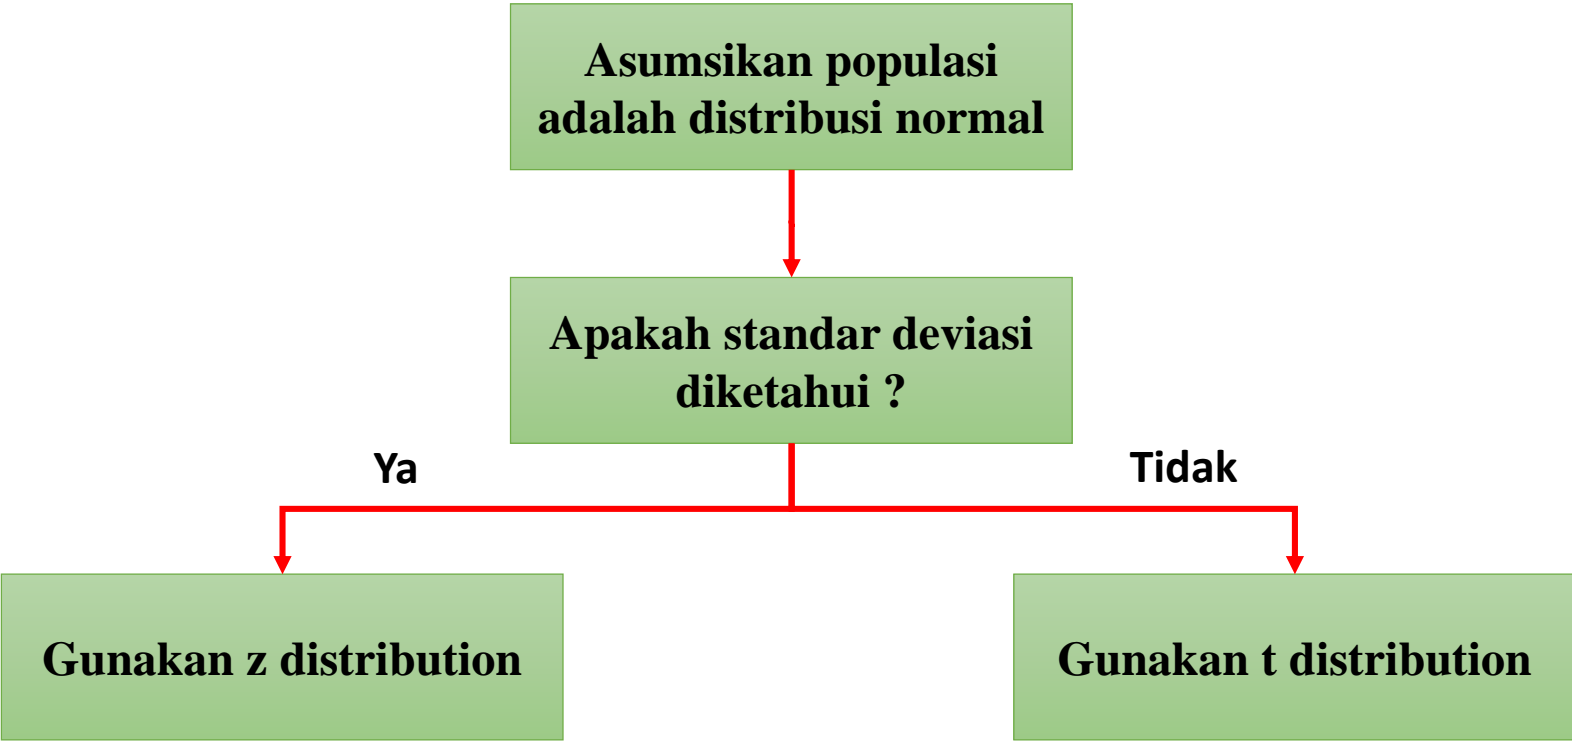 Asumsikan populasi
adalah distribusi normal
Apakah standar deviasi
diketahui ?
Ya
Tidak
Gunakan z distribution
Gunakan t distribution